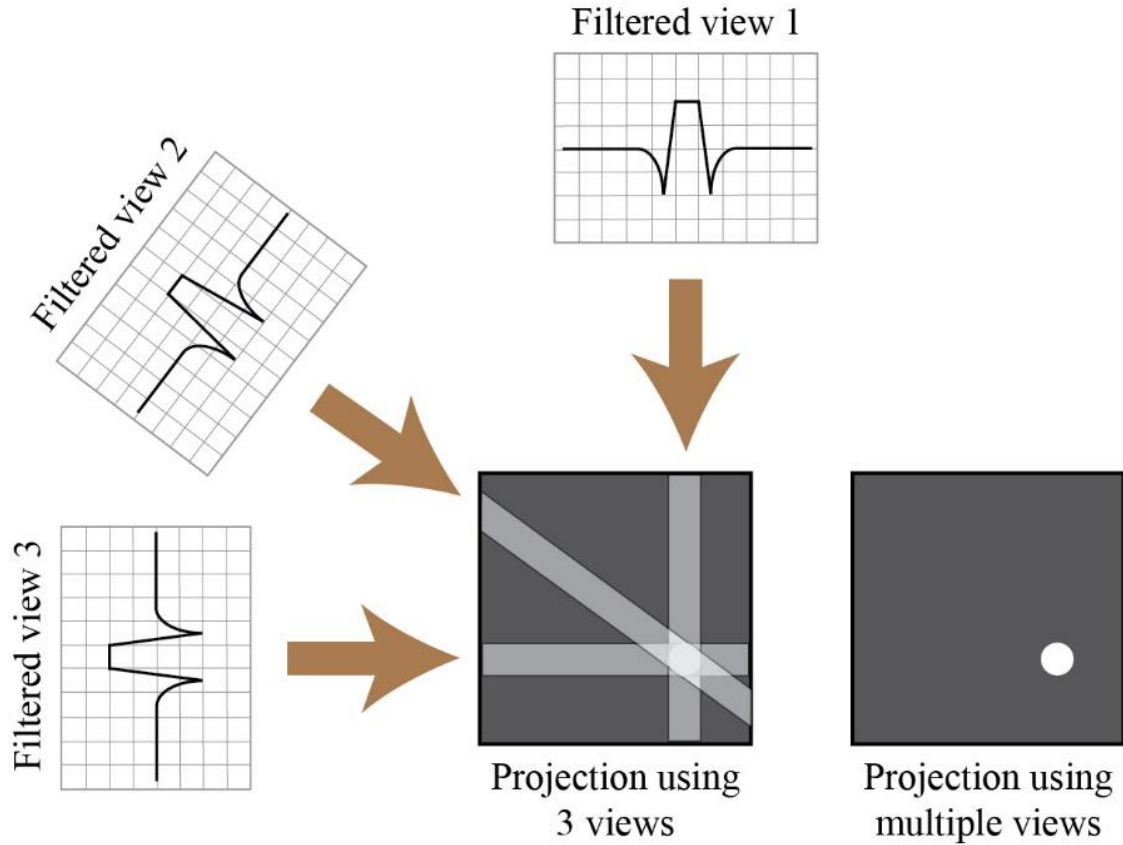 Filtered view 1
Filtered view 2
Filtered view 3
Projection using
3 views
Projection using
multiple views